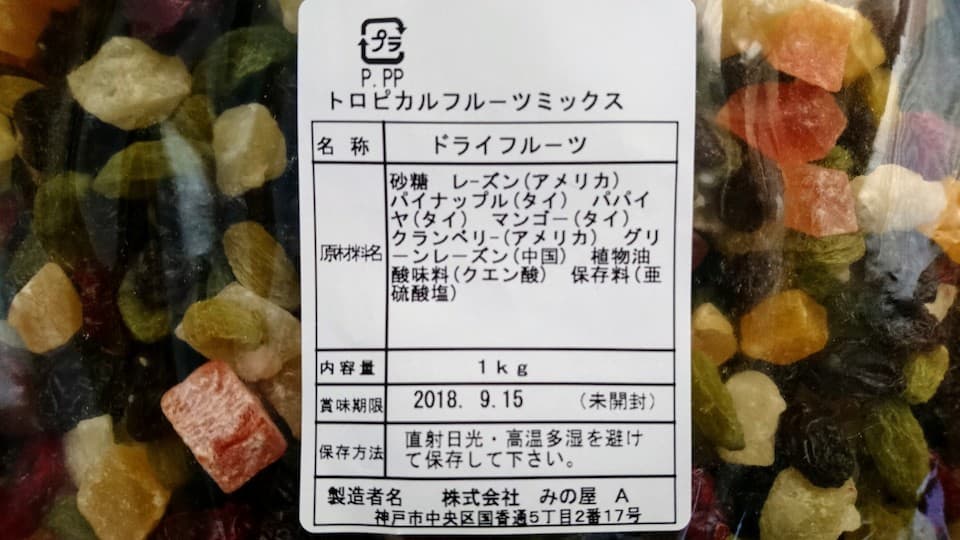 プラ
P.PP
トロピカルフルーツミックス
名 称 ドライフルーツ
原材料名
砂糖 レーズン(アメリカ)
パイナップル(タイ) パパイ
ヤ(タイ) マンゴー(タイ)
クランベリー(アメリカ) グリ
ーンレーズン(中国) 植物油
酸味料(クエン酸) 保存料(亜
硫酸塩)
内容量 1kg
賞味期限 2018. 9.15 (未開封)
保存方法
直射日光・高温多湿を避け
て保存して下さい。
製造者名 株式会社 みの屋 A
神戸市中央区国香通5丁目2番17号